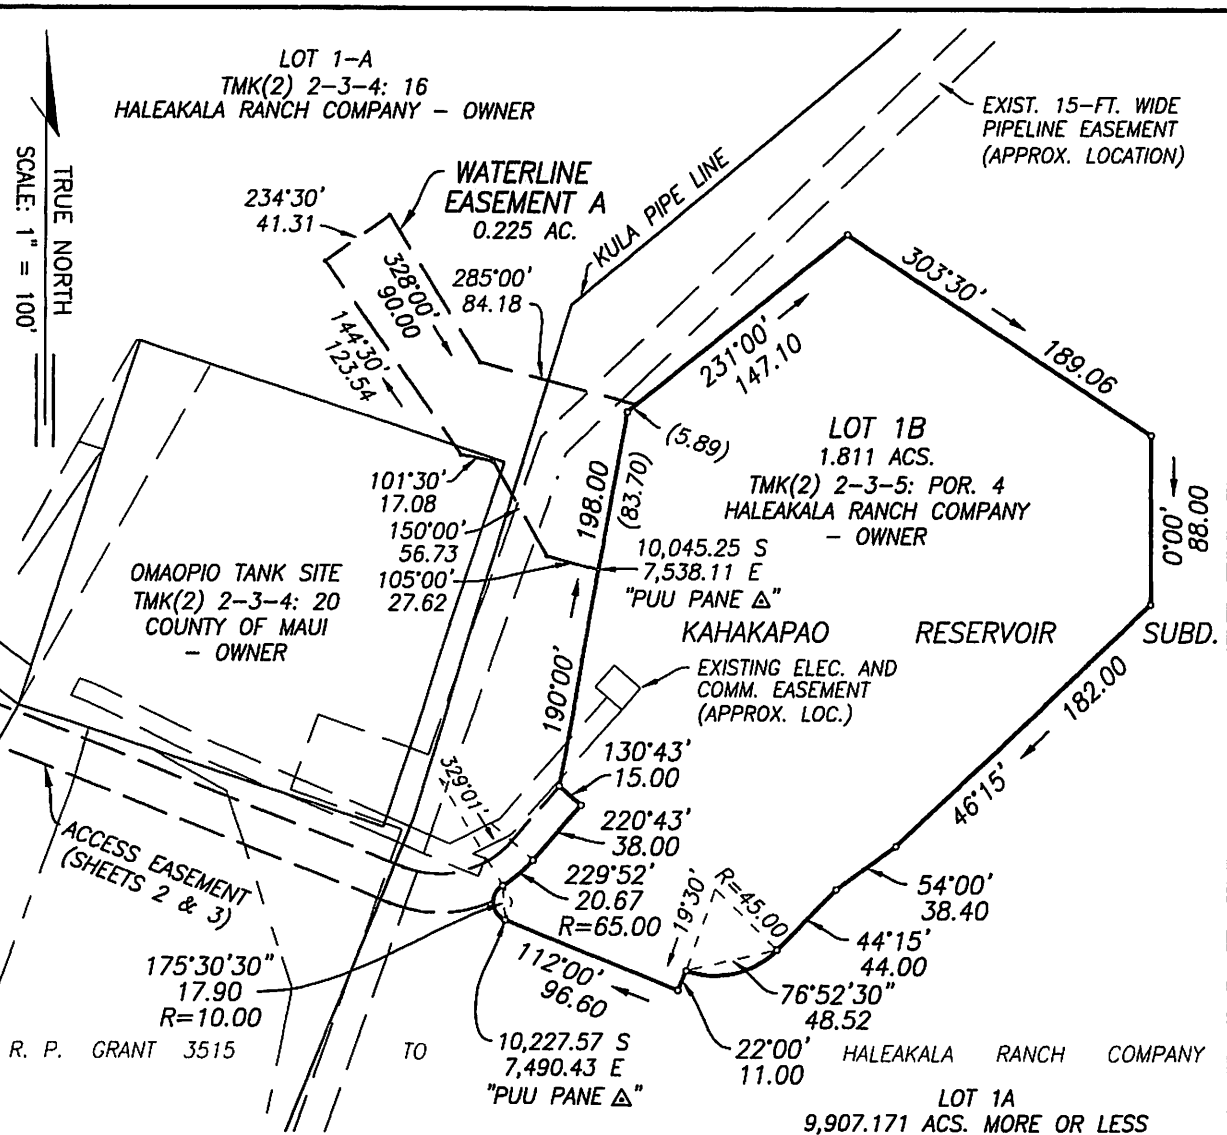 LOT 1-A
TMK(2) 2-3-4: 16
HALEAKALA RANCH COMPANY - OWNER
EXIST. 15-FT. WIDE
PIPELINE EASEMENT
(APPROX. LOCATION)
TRUE NORTH
SCALE: 1" = 100'
WATERLINE
EASEMENT A
0.225 AC.
234°30'
41.31
KULA PIPE LINE
328°00'
90.00
285°00'
84.18
144°30'
123.54
303°30'
189.06
231°00'
147.10
(5.89)
LOT 1B
1.811 ACS.
TMK(2) 2-3-5: POR. 4
HALEAKALA RANCH COMPANY
- OWNER
198.00
(83.70)
0°00'
88.00
101°30'
17.08
150°00'
56.73
105°00'
27.62
10,045.25 S
7,538.11 E
"PUU PANE △"
OMAOPIO TANK SITE
TMK(2) 2-3-4: 20
COUNTY OF MAUI
- OWNER
KAHAKAPAO RESERVOIR SUBD.
190°00'
EXISTING ELEC. AND
COMM. EASEMENT
(APPROX. LOC.)
182.00
46°15'
130°43'
15.00
329°01'
220°43'
38.00
229°52'
20.67
R=65.00
ACCESS EASEMENT
(SHEETS 2 & 3)
19°30'
R=45.00
54°00'
38.40
44°15'
44.00
175°30'30"
17.90
R=10.00
112°00'
96.60
76°52'30"
48.52
10,227.57 S
7,490.43 E
"PUU PANE △"
22°00'
11.00
R. P. GRANT 3515 TO HALEAKALA RANCH COMPANY
LOT 1A
9,907.171 ACS. MORE OR LESS